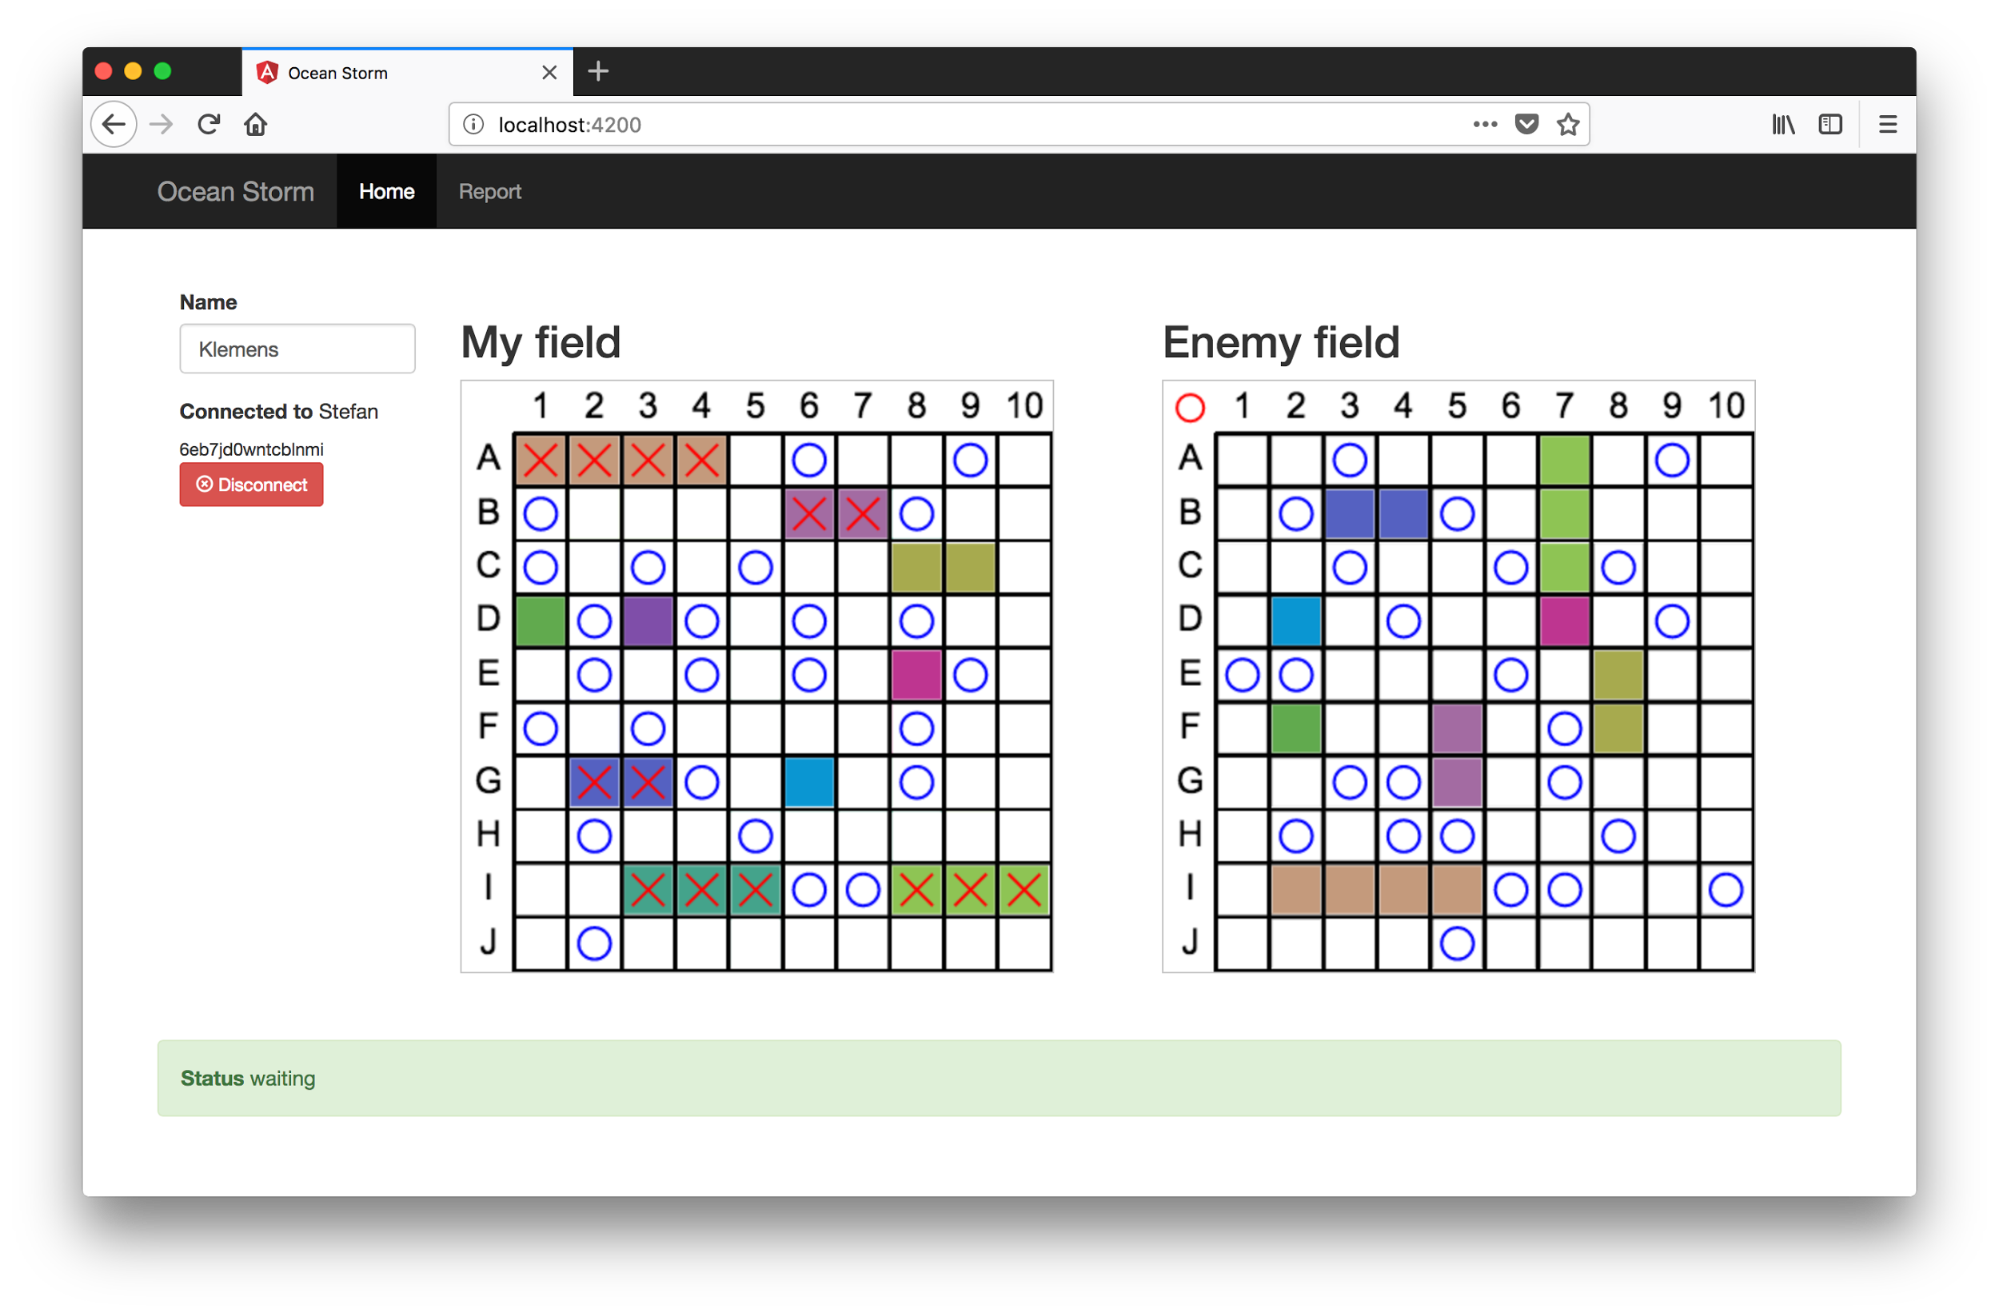 Ocean Storm
localhost:4200
Ocean Storm Home Report
Name
Klemens
Connected to Stefan
6eb7jd0wntcblnmi
Disconnect
My field
1 2 3 4 5 6 7 8 9 10
A
B
C
D
E
F
G
H
I
J
Enemy field
1 2 3 4 5 6 7 8 9 10
A
B
C
D
E
F
G
H
I
J
Status waiting